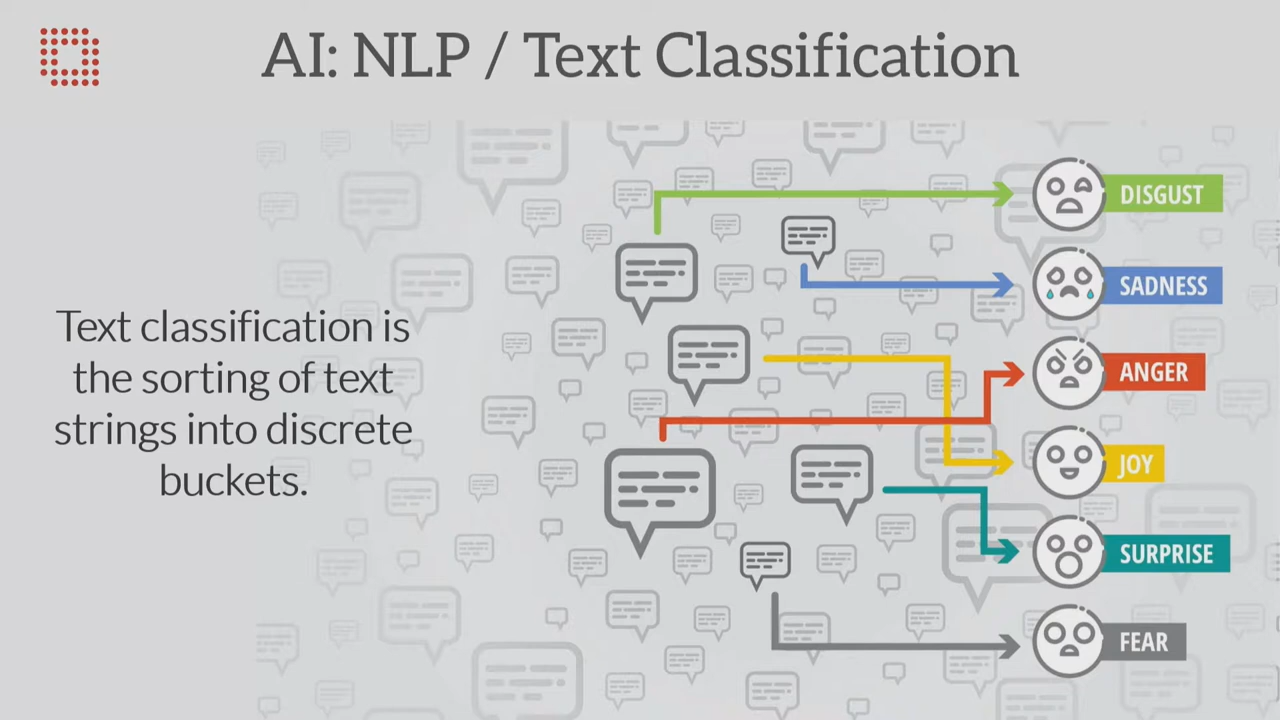 AI: NLP / Text Classification
Text classification is
the sorting of text
strings into discrete
buckets.
DISGUST
SADNESS
ANGER
JOY
SURPRISE
FEAR